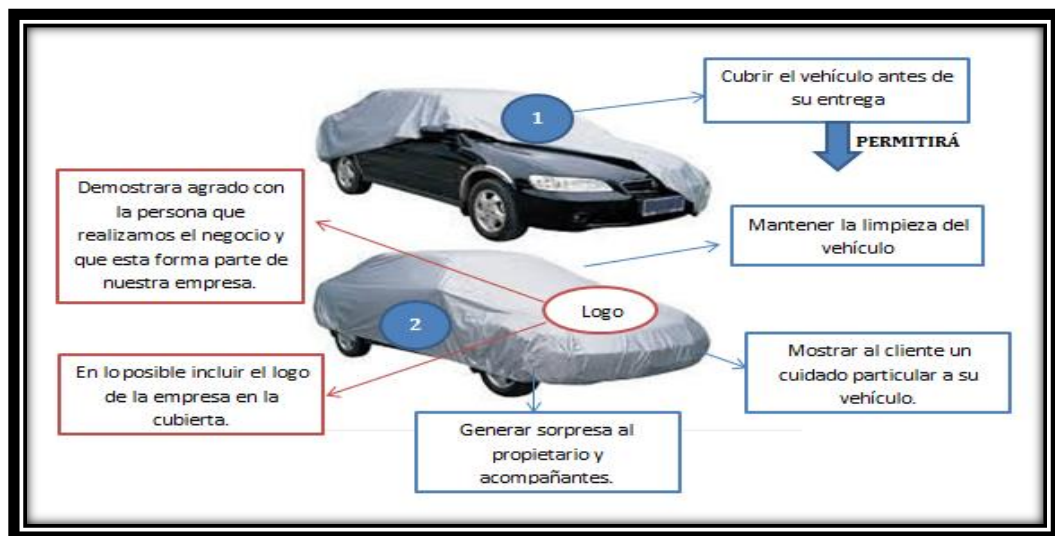 Cubrir el vehículo antes de
su entrega
1
PERMITIRÁ
Demostrara agrado con
la persona que
realizamos el negocio y
que esta forma parte de
nuestra empresa.
Mantener la limpieza del
vehículo
Logo
2
Mostrar al cliente un
cuidado particular a su
vehículo.
En lo posible incluir el logo
de la empresa en la
cubierta.
Generar sorpresa al
propietario y
acompañantes.